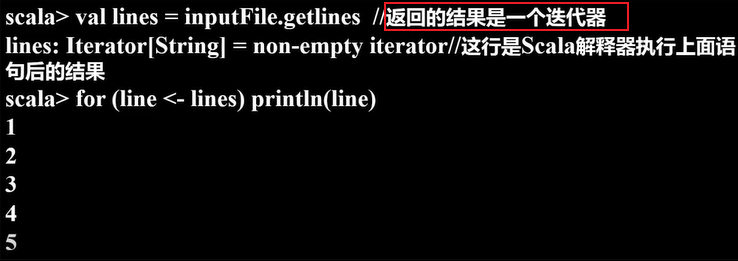 scala> val lines = inputFile.getlines //返回的结果是一个迭代器
lines: Iterator[String] = non-empty iterator//这行是Scala解释器执行上面语
句后的结果
scala> for (line <- lines) println(line)
1
2
3
4
5